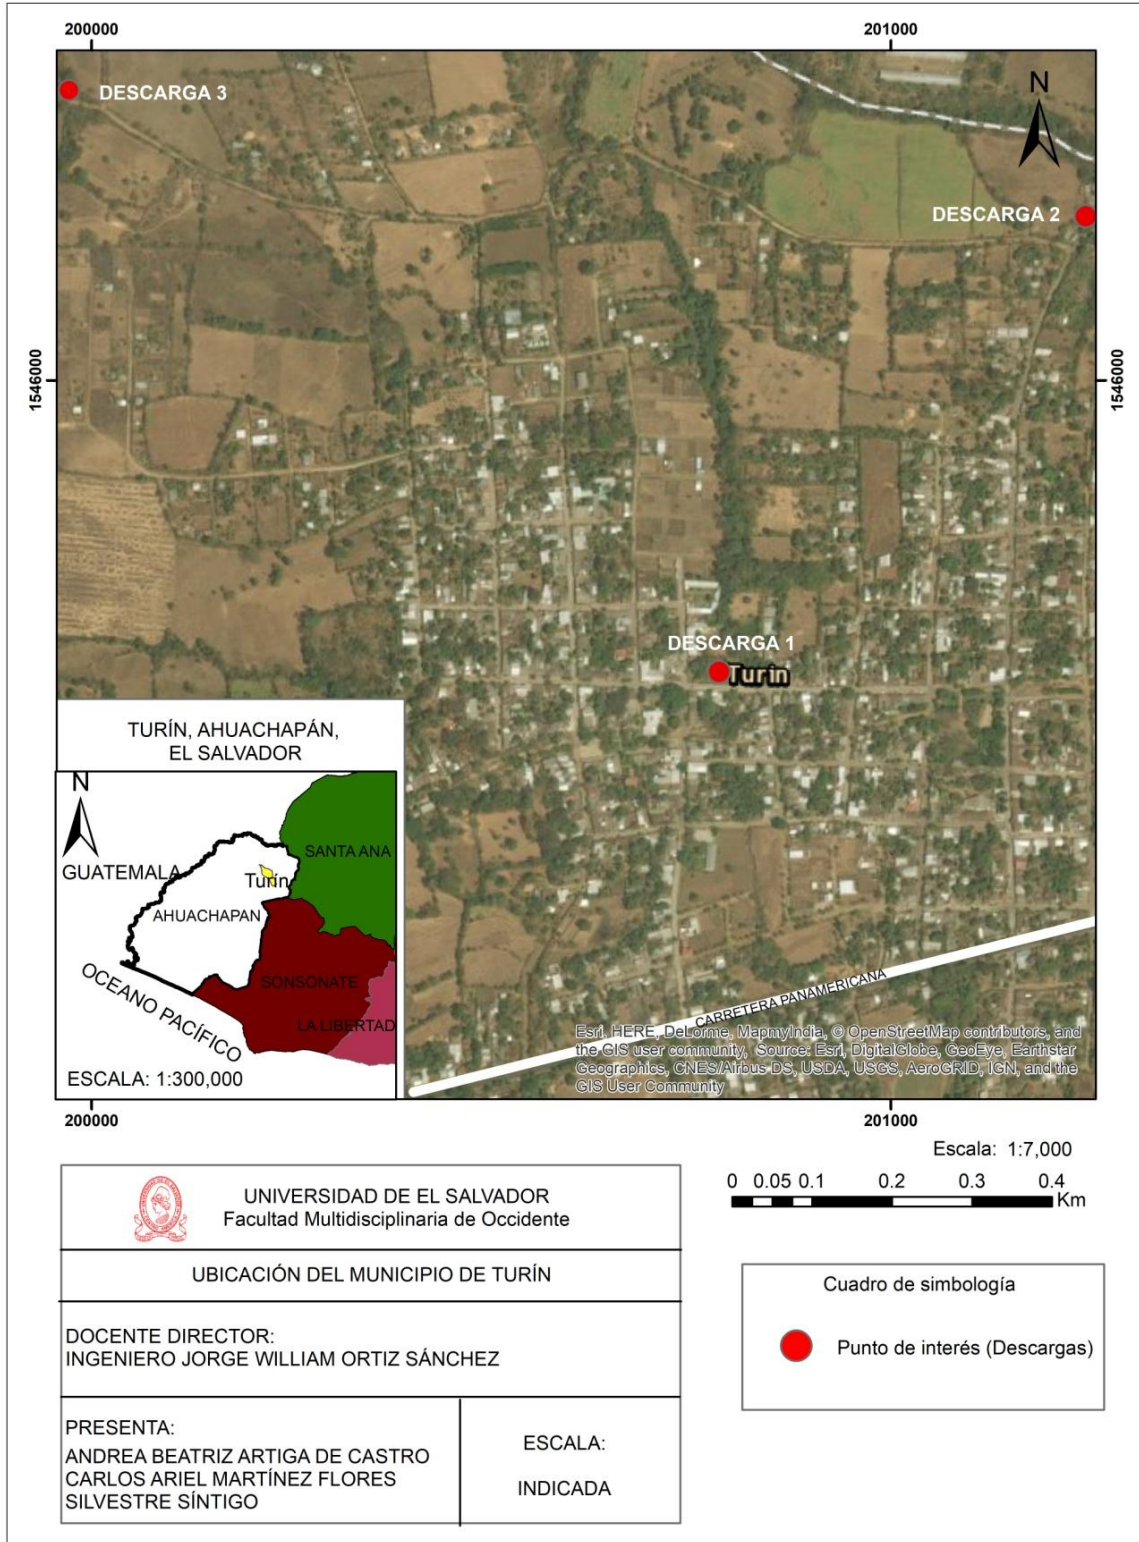 200000
201000
DESCARGA 3
N
DESCARGA 2
1546000
1546000
DESCARGA 1
Turín
TURÍN, AHUACHAPÁN,
EL SALVADOR
N
SANTA ANA
GUATEMALA
Turín
AHUACHAPAN
SONSONATE
OCEANO PACÍFICO
LA LIBERTAD
ESCALA: 1:300,000
CARRETERA PANAMERICANA
Esri, HERE, DeLorme, MapmyIndia, © OpenStreetMap contributors, and
the GIS user community, Source: Esri, DigitalGlobe, GeoEye, Earthstar
Geographics, CNES/Airbus DS, USDA, USGS, AeroGRID, IGN, and the
GIS User Community
200000
201000
Escala: 1:7,000
0 0.05 0.1 0.2 0.3 0.4
Km
UNIVERSIDAD DE EL SALVADOR
Facultad Multidisciplinaria de Occidente
UBICACIÓN DEL MUNICIPIO DE TURÍN
DOCENTE DIRECTOR:
INGENIERO JORGE WILLIAM ORTIZ SÁNCHEZ
PRESENTA:
ANDREA BEATRIZ ARTIGA DE CASTRO
CARLOS ARIEL MARTÍNEZ FLORES
SILVESTRE SÍNTIGO
ESCALA:
INDICADA
Cuadro de simbología
Punto de interés (Descargas)